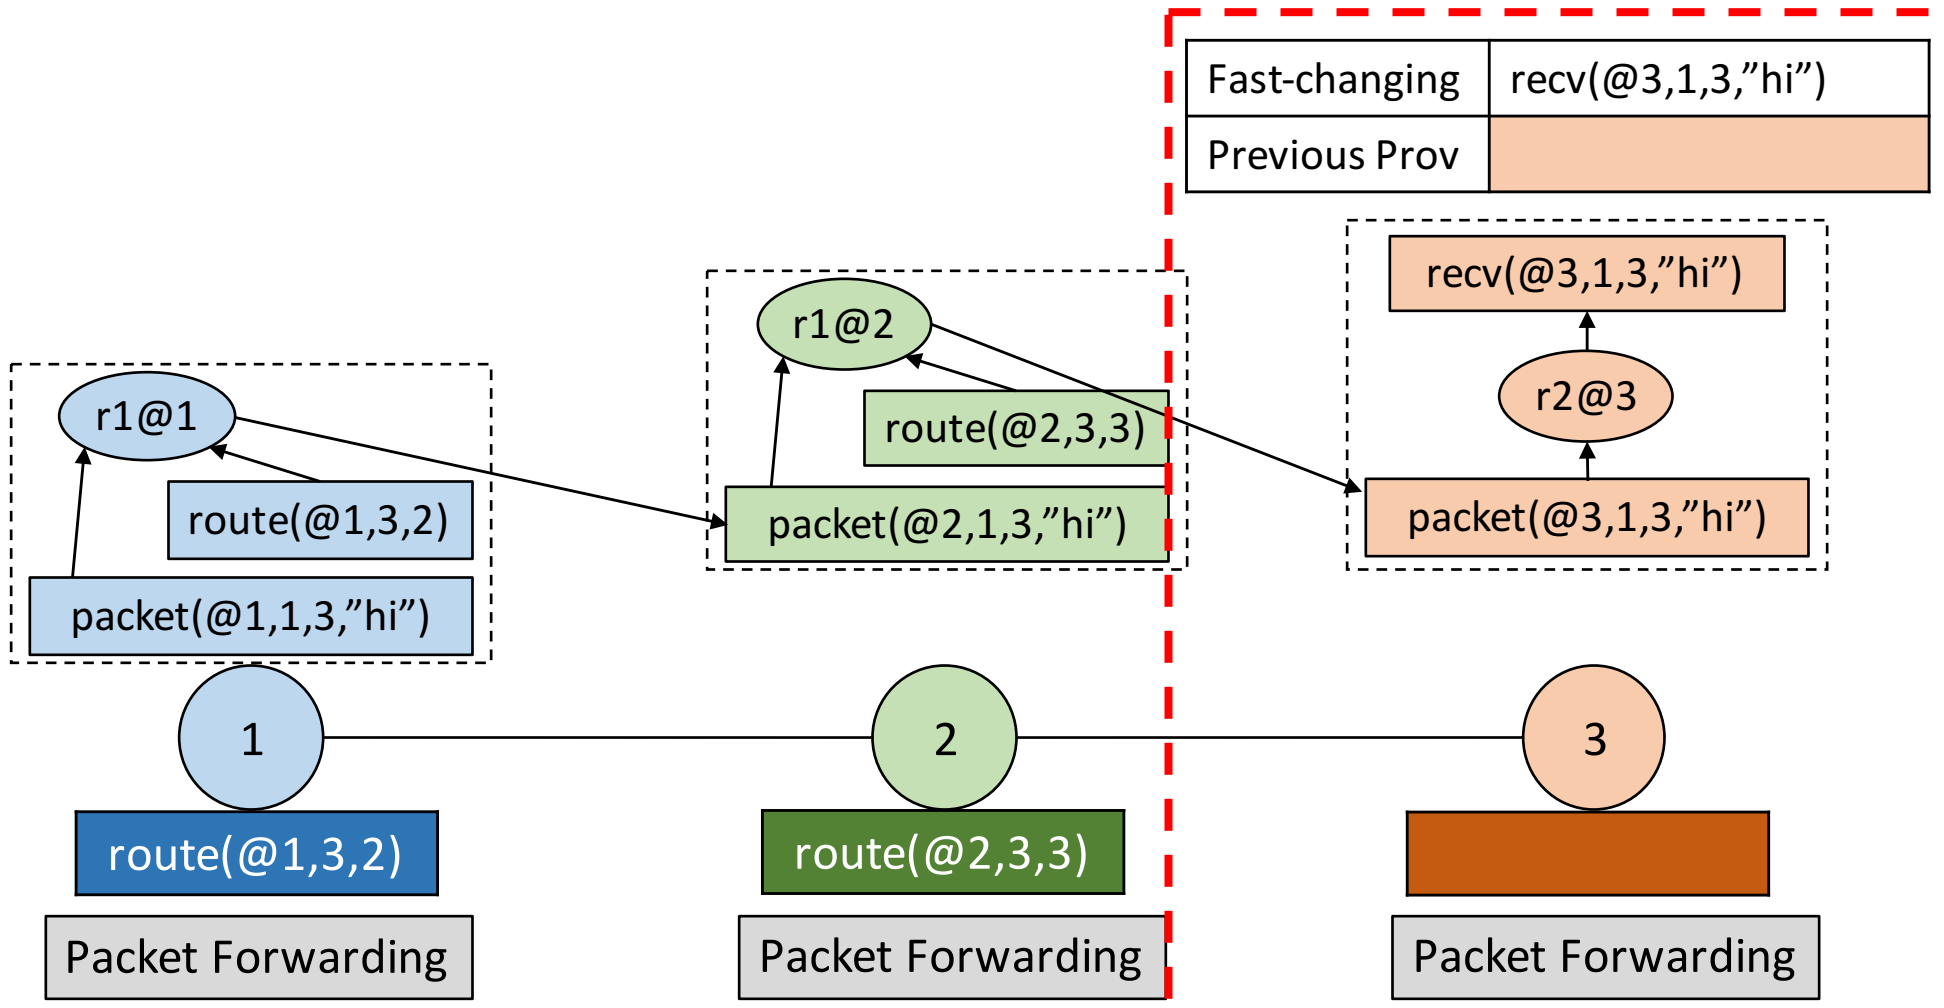 Fast-changing recv(@3,1,3,”hi”)
Previous Prov
recv(@3,1,3,”hi”)
r1@2
r2@3
r1@1
route(@2,3,3)
route(@1,3,2)
packet(@2,1,3,”hi”)
packet(@3,1,3,”hi”)
packet(@1,1,3,”hi”)
1
2
3
route(@1,3,2)
route(@2,3,3)
Packet Forwarding
Packet Forwarding
Packet Forwarding